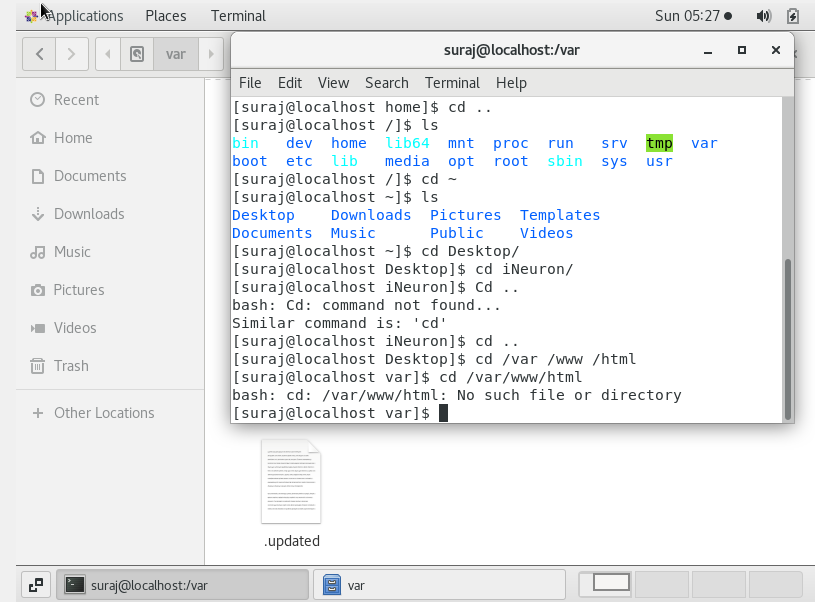 Applications Places Terminal Sun 05:27
var
suraj@localhost:/var
File Edit View Search Terminal Help
Recent
Home
Documents
Downloads
Music
Pictures
Videos
Trash
Other Locations
[suraj@localhost home]$ cd ..
[suraj@localhost /]$ ls
bin dev home lib64 mnt proc run srv tmp var
boot etc lib media opt root sbin sys usr
[suraj@localhost /]$ cd ~
[suraj@localhost ~]$ ls
Desktop Downloads Pictures Templates
Documents Music Public Videos
[suraj@localhost ~]$ cd Desktop/
[suraj@localhost Desktop]$ cd iNeuron/
[suraj@localhost iNeuron]$ Cd ..
bash: Cd: command not found...
Similar command is: 'cd'
[suraj@localhost iNeuron]$ cd ..
[suraj@localhost Desktop]$ cd /var /www /html
[suraj@localhost var]$ cd /var/www/html
bash: cd: /var/www/html: No such file or directory
[suraj@localhost var]$
.updated
suraj@localhost:/var
var